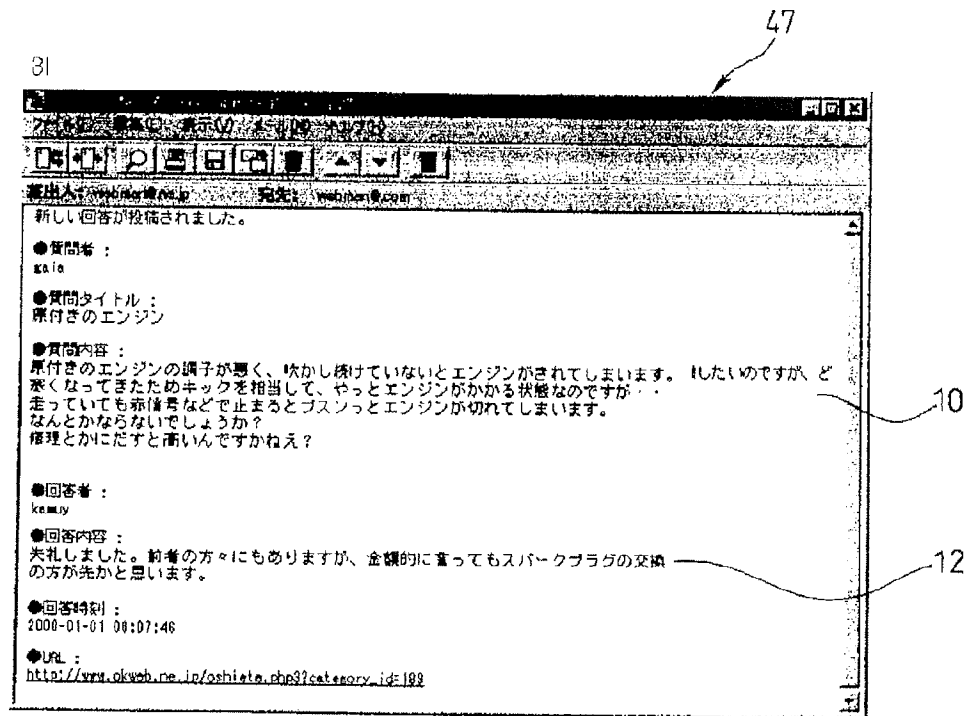 47
新しい回答が投稿されました。
●質問者：
gaia
●質問タイトル：
原付きのエンジン
●質問内容：
原付きのエンジンの調子が悪く、吹かし続けていないとエンジンがされてしまいます。 したいのですが、ど
寒くなってきたためキックを相当して、やっとエンジンがかかる状態なのですが・・
走っていても赤信号などで止まるとプスンっとエンジンが切れてしまいます。
10
なんとかならないでしょうか？
修理とかにだすと高いんですかねえ？
●回答者：
kamuy
●回答内容：
失礼しました。前者の方々にもありますが、金額的に言ってもスパークプラグの交換
12
の方が先かと思います。
●回答時刻：
2000-01-01 08:07:46
●URL：
http://www.okweb.ne.jp/oshiete.php3?category_id=189